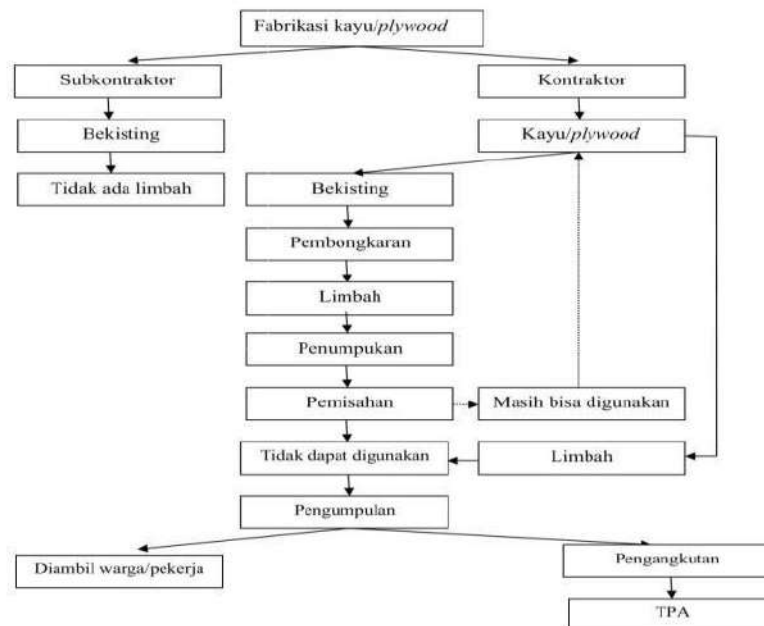 Fabrikasi kayu/plywood
Subkontraktor
Kontraktor
Bekisting
Kayu/plywood
Tidak ada limbah
Bekisting
Pembongkaran
Limbah
Penumpukan
Pemisahan
Masih bisa digunakan
Tidak dapat digunakan
Limbah
Pengumpulan
Diambil warga/pekerja
Pengangkutan
TPA